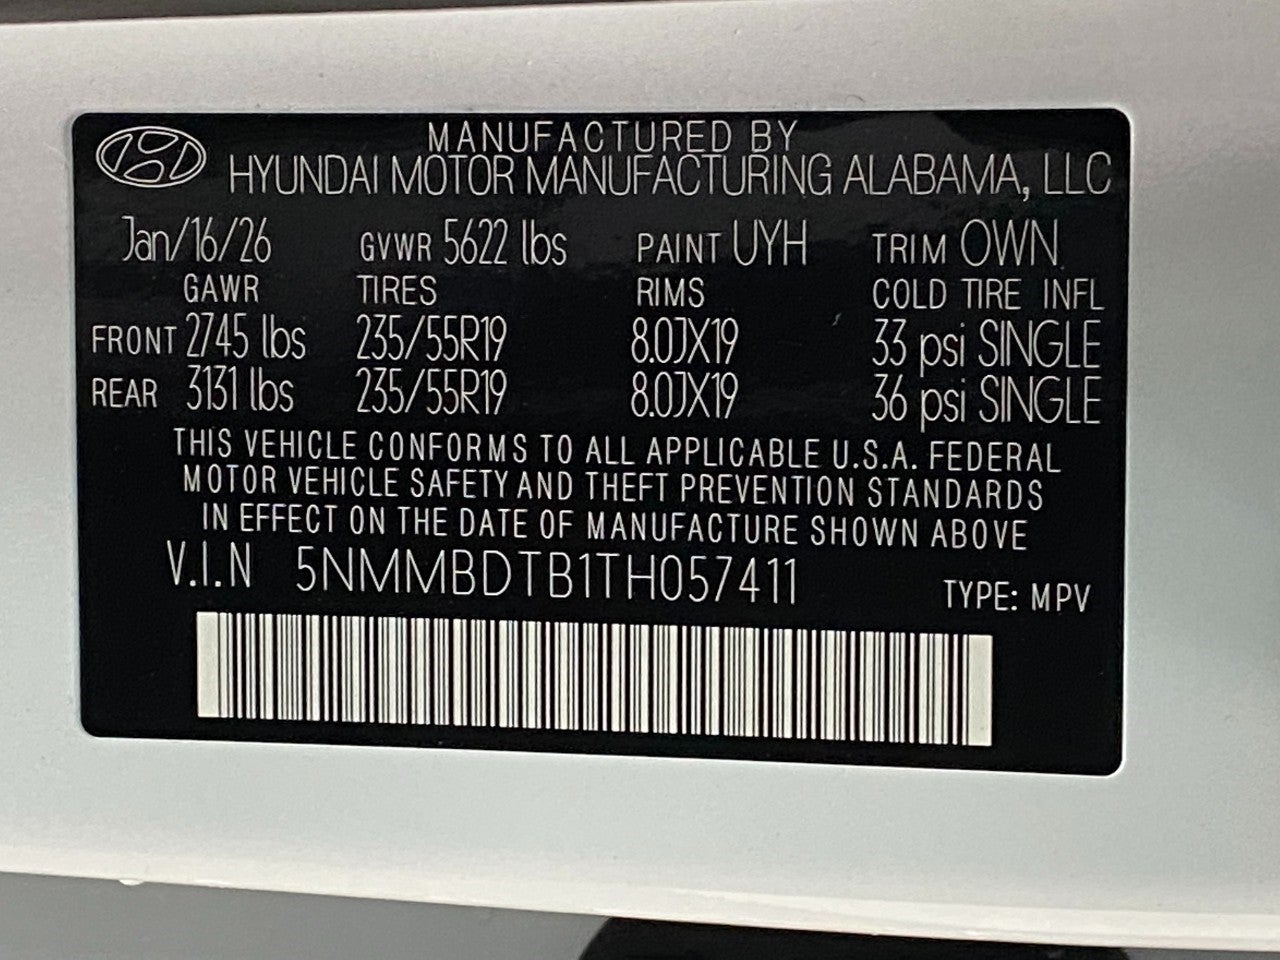 MANUFACTURED BY
HYUNDAI MOTOR MANUFACTURING ALABAMA, LLC
Jan/16/26 GVWR 5622 lbs PAINT UYH TRIM OWN
GAWR TIRES RIMS COLD TIRE INFL
FRONT 2745 lbs 235/55R19 8.0JX19 33 psi SINGLE
REAR 3131 lbs 235/55R19 8.0JX19 36 psi SINGLE
THIS VEHICLE CONFORMS TO ALL APPLICABLE U.S.A. FEDERAL
MOTOR VEHICLE SAFETY AND THEFT PREVENTION STANDARDS
IN EFFECT ON THE DATE OF MANUFACTURE SHOWN ABOVE
V.I.N 5NMMBDTB1TH057411 TYPE: MPV